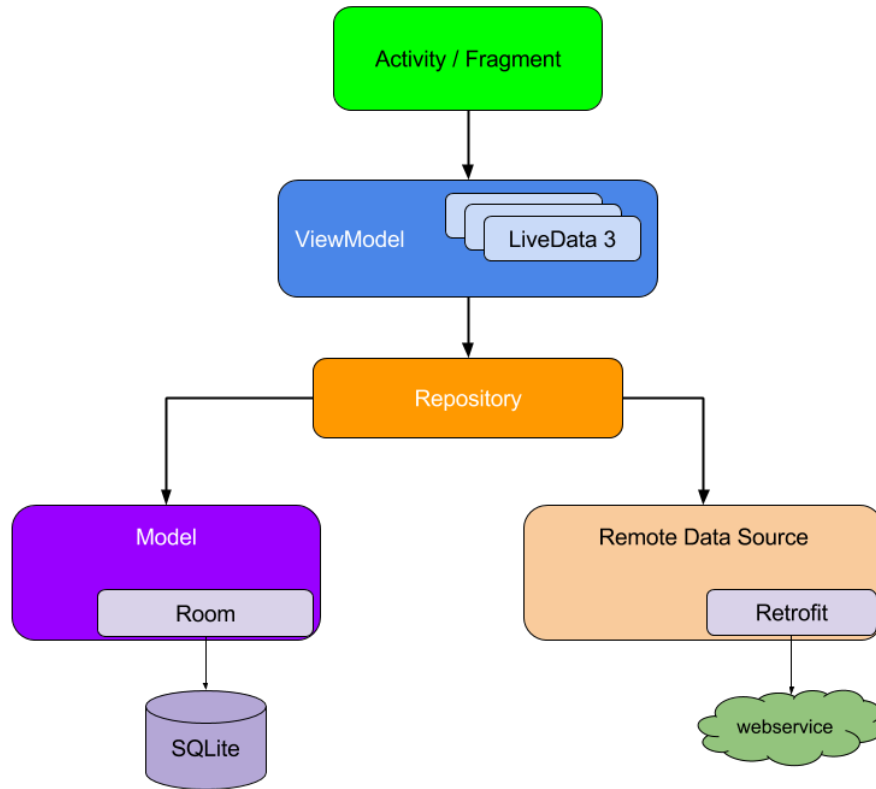 Activity / Fragment
ViewModel
LiveData 3
Repository
Model
Remote Data Source
Room
Retrofit
SQLite
webservice